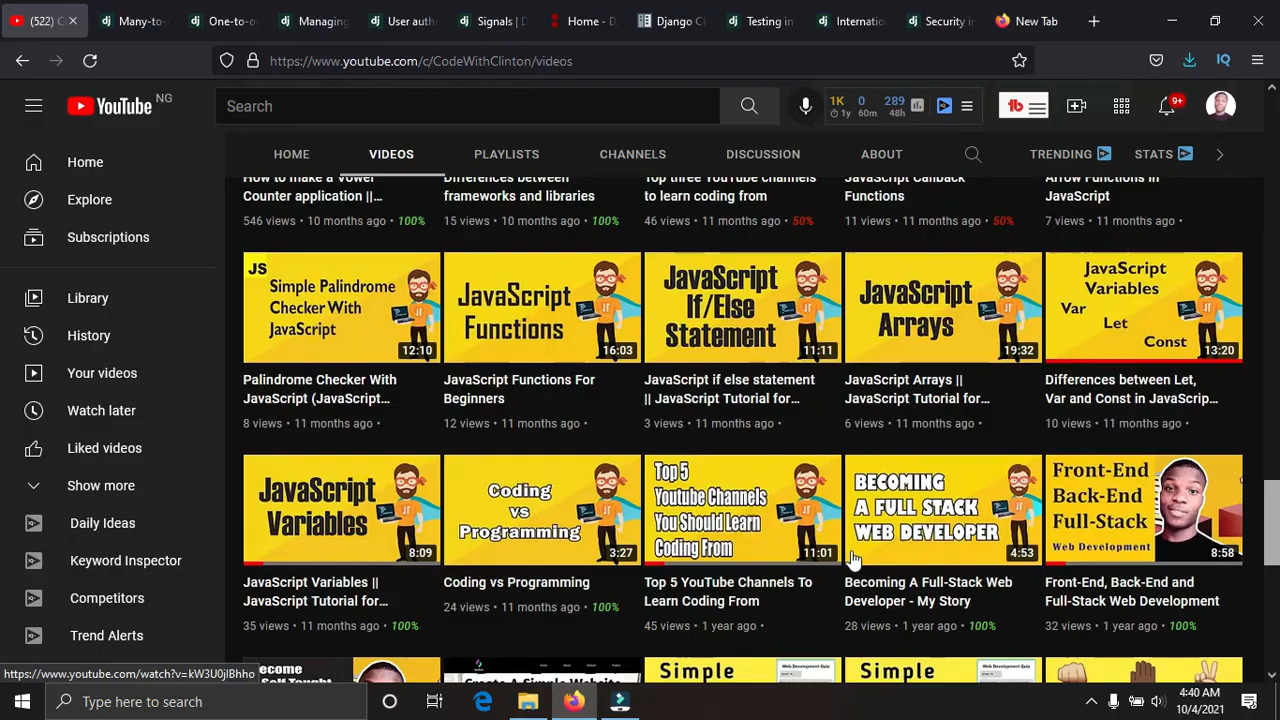 (522) C
Many-to-
One-to-o
Managing
User auth
Signals | D
Home - D
Django C
Testing in
Internatio
Security in
New Tab
https://www.youtube.com/c/CodeWithClinton/videos
YouTube NG
Search
1K 0 289
1y 60m 48h
tb
9+
HOME VIDEOS PLAYLISTS CHANNELS DISCUSSION ABOUT TRENDING STATS
Home
Explore
Subscriptions
Library
History
Your videos
Watch later
Liked videos
Show more
Daily Ideas
Keyword Inspector
Competitors
Trend Alerts
How to make a Vower
Counter application ||...
546 views • 10 months ago • 100%
Differences between
frameworks and libraries
15 views • 10 months ago • 100%
Top three YouTube channels
to learn coding from
46 views • 11 months ago • 50%
JavaScript Callback
Functions
11 views • 11 months ago • 50%
Arrow Functions in
JavaScript
7 views • 11 months ago •
JS
Simple Palindrome
Checker With
JavaScript
12:10
Palindrome Checker With
JavaScript (JavaScript...
8 views • 11 months ago •
JavaScript
Functions
16:03
JavaScript Functions For
Beginners
12 views • 11 months ago •
JavaScript
If/Else
Statement
11:11
JavaScript if else statement
|| JavaScript Tutorial for...
3 views • 11 months ago •
JavaScript
Arrays
19:32
JavaScript Arrays ||
JavaScript Tutorial for...
6 views • 11 months ago •
JavaScript
Variables
Var
Let
Const
13:20
Differences between Let,
Var and Const in JavaScrip...
10 views • 11 months ago •
JavaScript
Variables
8:09
JavaScript Variables ||
JavaScript Tutorial for...
35 views • 11 months ago • 100%
Coding
vs
Programming
3:27
Coding vs Programming
24 views • 11 months ago • 100%
Top 5
Youtube Channels
You Should Learn
Coding From
11:01
Top 5 YouTube Channels To
Learn Coding From
45 views • 1 year ago •
BECOMING
A FULL STACK
WEB DEVELOPER
4:53
Becoming A Full-Stack Web
Developer - My Story
28 views • 1 year ago • 100%
Front-End
Back-End
Full-Stack
Web Development
8:58
Front-End, Back-End and
Full-Stack Web Development
32 views • 1 year ago • 100%
Simple
Web Development Quiz
Simple
Web Development Quiz
https://www.youtube.com/watch?v=kW3U0jlBhho
Type here to search
4:40 AM
10/4/2021